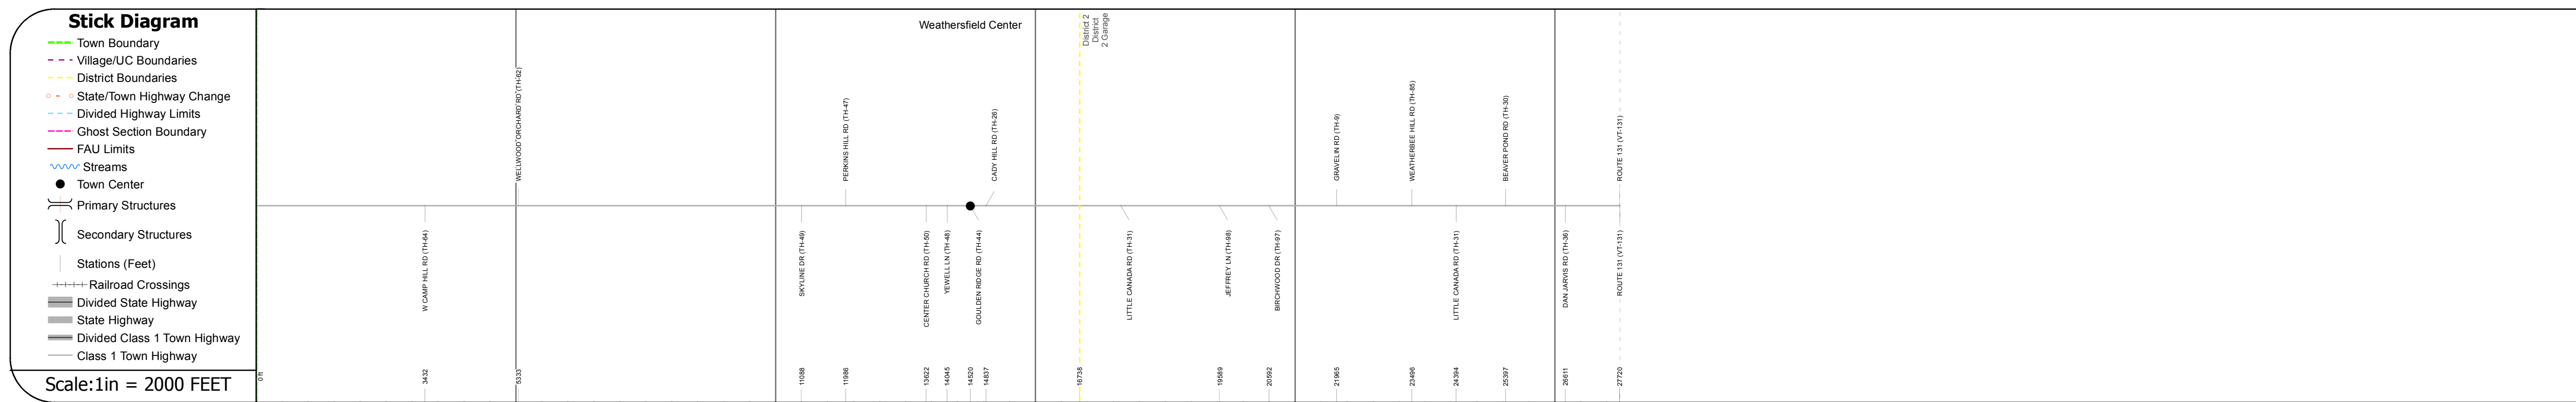 Stick Diagram
Town Boundary
Village/UC Boundaries
District Boundaries
State/Town Highway Change
Divided Highway Limits
Ghost Section Boundary
FAU Limits
Streams
Town Center
Primary Structures
Secondary Structures
Stations (Feet)
Railroad Crossings
Divided State Highway
State Highway
Divided Class 1 Town Highway
Class 1 Town Highway
Scale:1in = 2000 FEET
Weathersfield Center
District 2
District
2 Garage
WELLWOOD ORCHARD RD (TH-62)
PERKINS HILL RD (TH-47)
CADY HILL RD (TH-26)
GRAVELIN RD (TH-9)
WEATHERBEE HILL RD (TH-85)
BEAVER POND RD (TH-30)
ROUTE 131 (VT-131)
W CAMP HILL RD (TH-64)
SKYLINE DR (TH-49)
CENTER CHURCH RD (TH-50)
YEWELL LN (TH-48)
GOULDEN RIDGE RD (TH-44)
LITTLE CANADA RD (TH-31)
JEFFREY LN (TH-98)
BIRCHWOOD DR (TH-97)
LITTLE CANADA RD (TH-31)
DAN JARVIS RD (TH-36)
ROUTE 131 (VT-131)
0 ft
3432
5333
11088
11986
13622
14045
14520
14837
16738
19589
20592
21965
23496
24394
25397
26611
27720